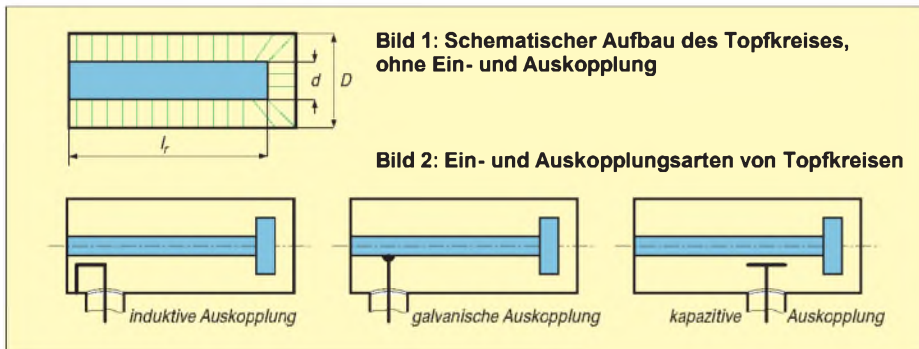 Bild 1: Schematischer Aufbau des Topfkreises,
ohne Ein- und Auskopplung
d D
lr
Bild 2: Ein- und Auskopplungsarten von Topfkreisen
induktive Auskopplung
galvanische Auskopplung
kapazitive Auskopplung